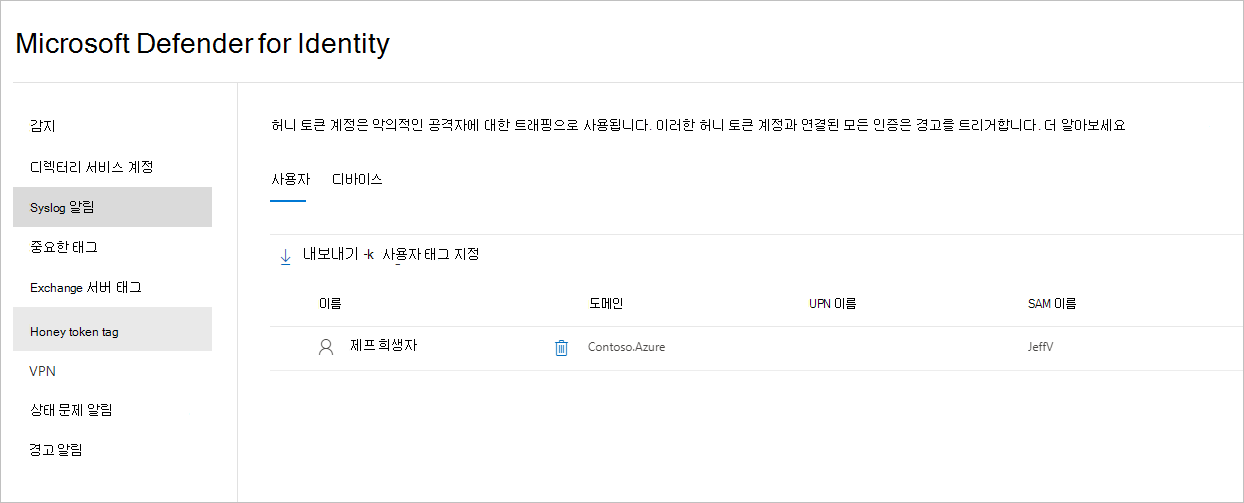 Microsoft Defender for Identity
감지
디렉터리 서비스 계정
Syslog 알림
중요한 태그
Exchange 서버 태그
Honey token tag
VPN
상태 문제 알림
경고 알림
허니 토큰 계정은 악의적인 공격자에 대한 트래핑으로 사용됩니다. 이러한 허니 토큰 계정과 연결된 모든 인증은 경고를 트리거합니다. 더 알아보세요
사용자 디바이스
내보내기 -k 사용자 태그 지정
이름 도메인 UPN 이름 SAM 이름
제프 희생자 Contoso.Azure JeffV